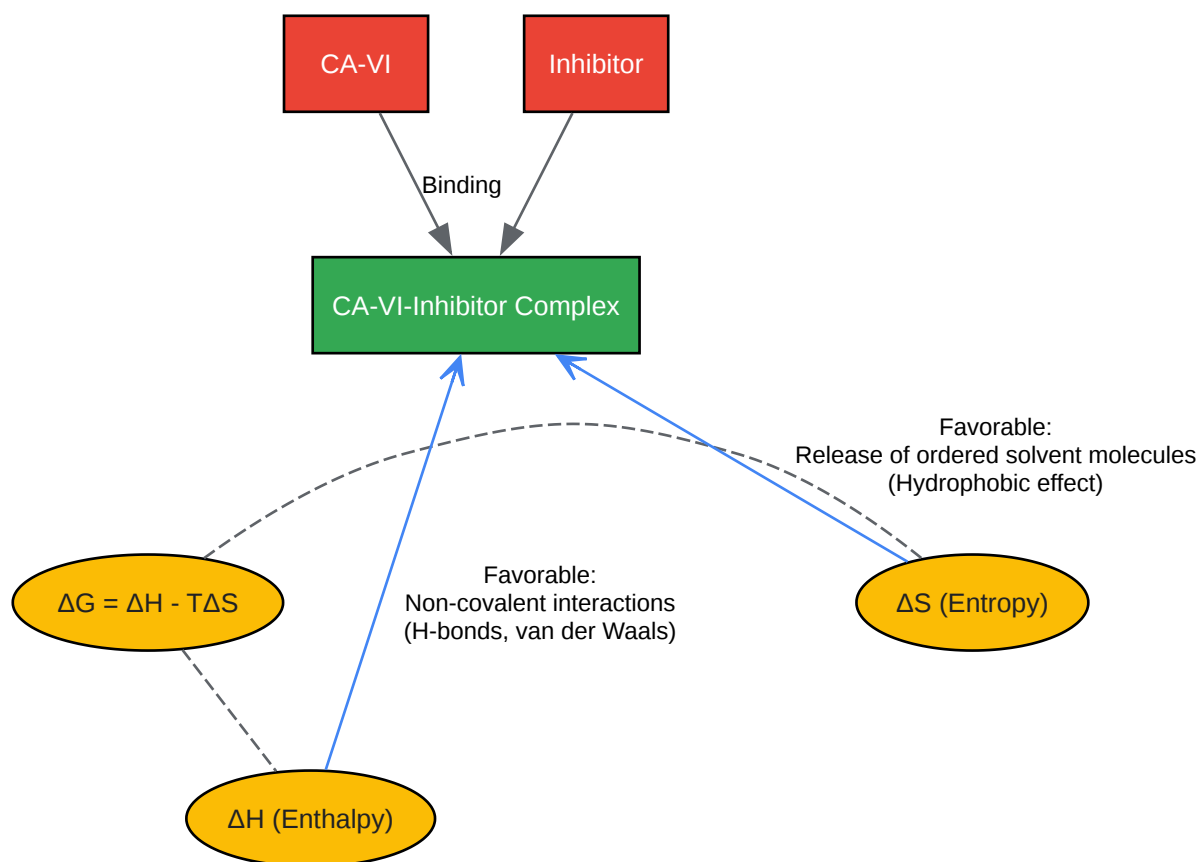 CA-VI
Inhibitor
Binding
CA-VI-Inhibitor Complex
Favorable:
Release of ordered solvent molecules
(Hydrophobic effect)
Favorable:
Non-covalent interactions
(H-bonds, van der Waals)
ΔG = ΔH - TΔS
ΔS (Entropy)
ΔH (Enthalpy)